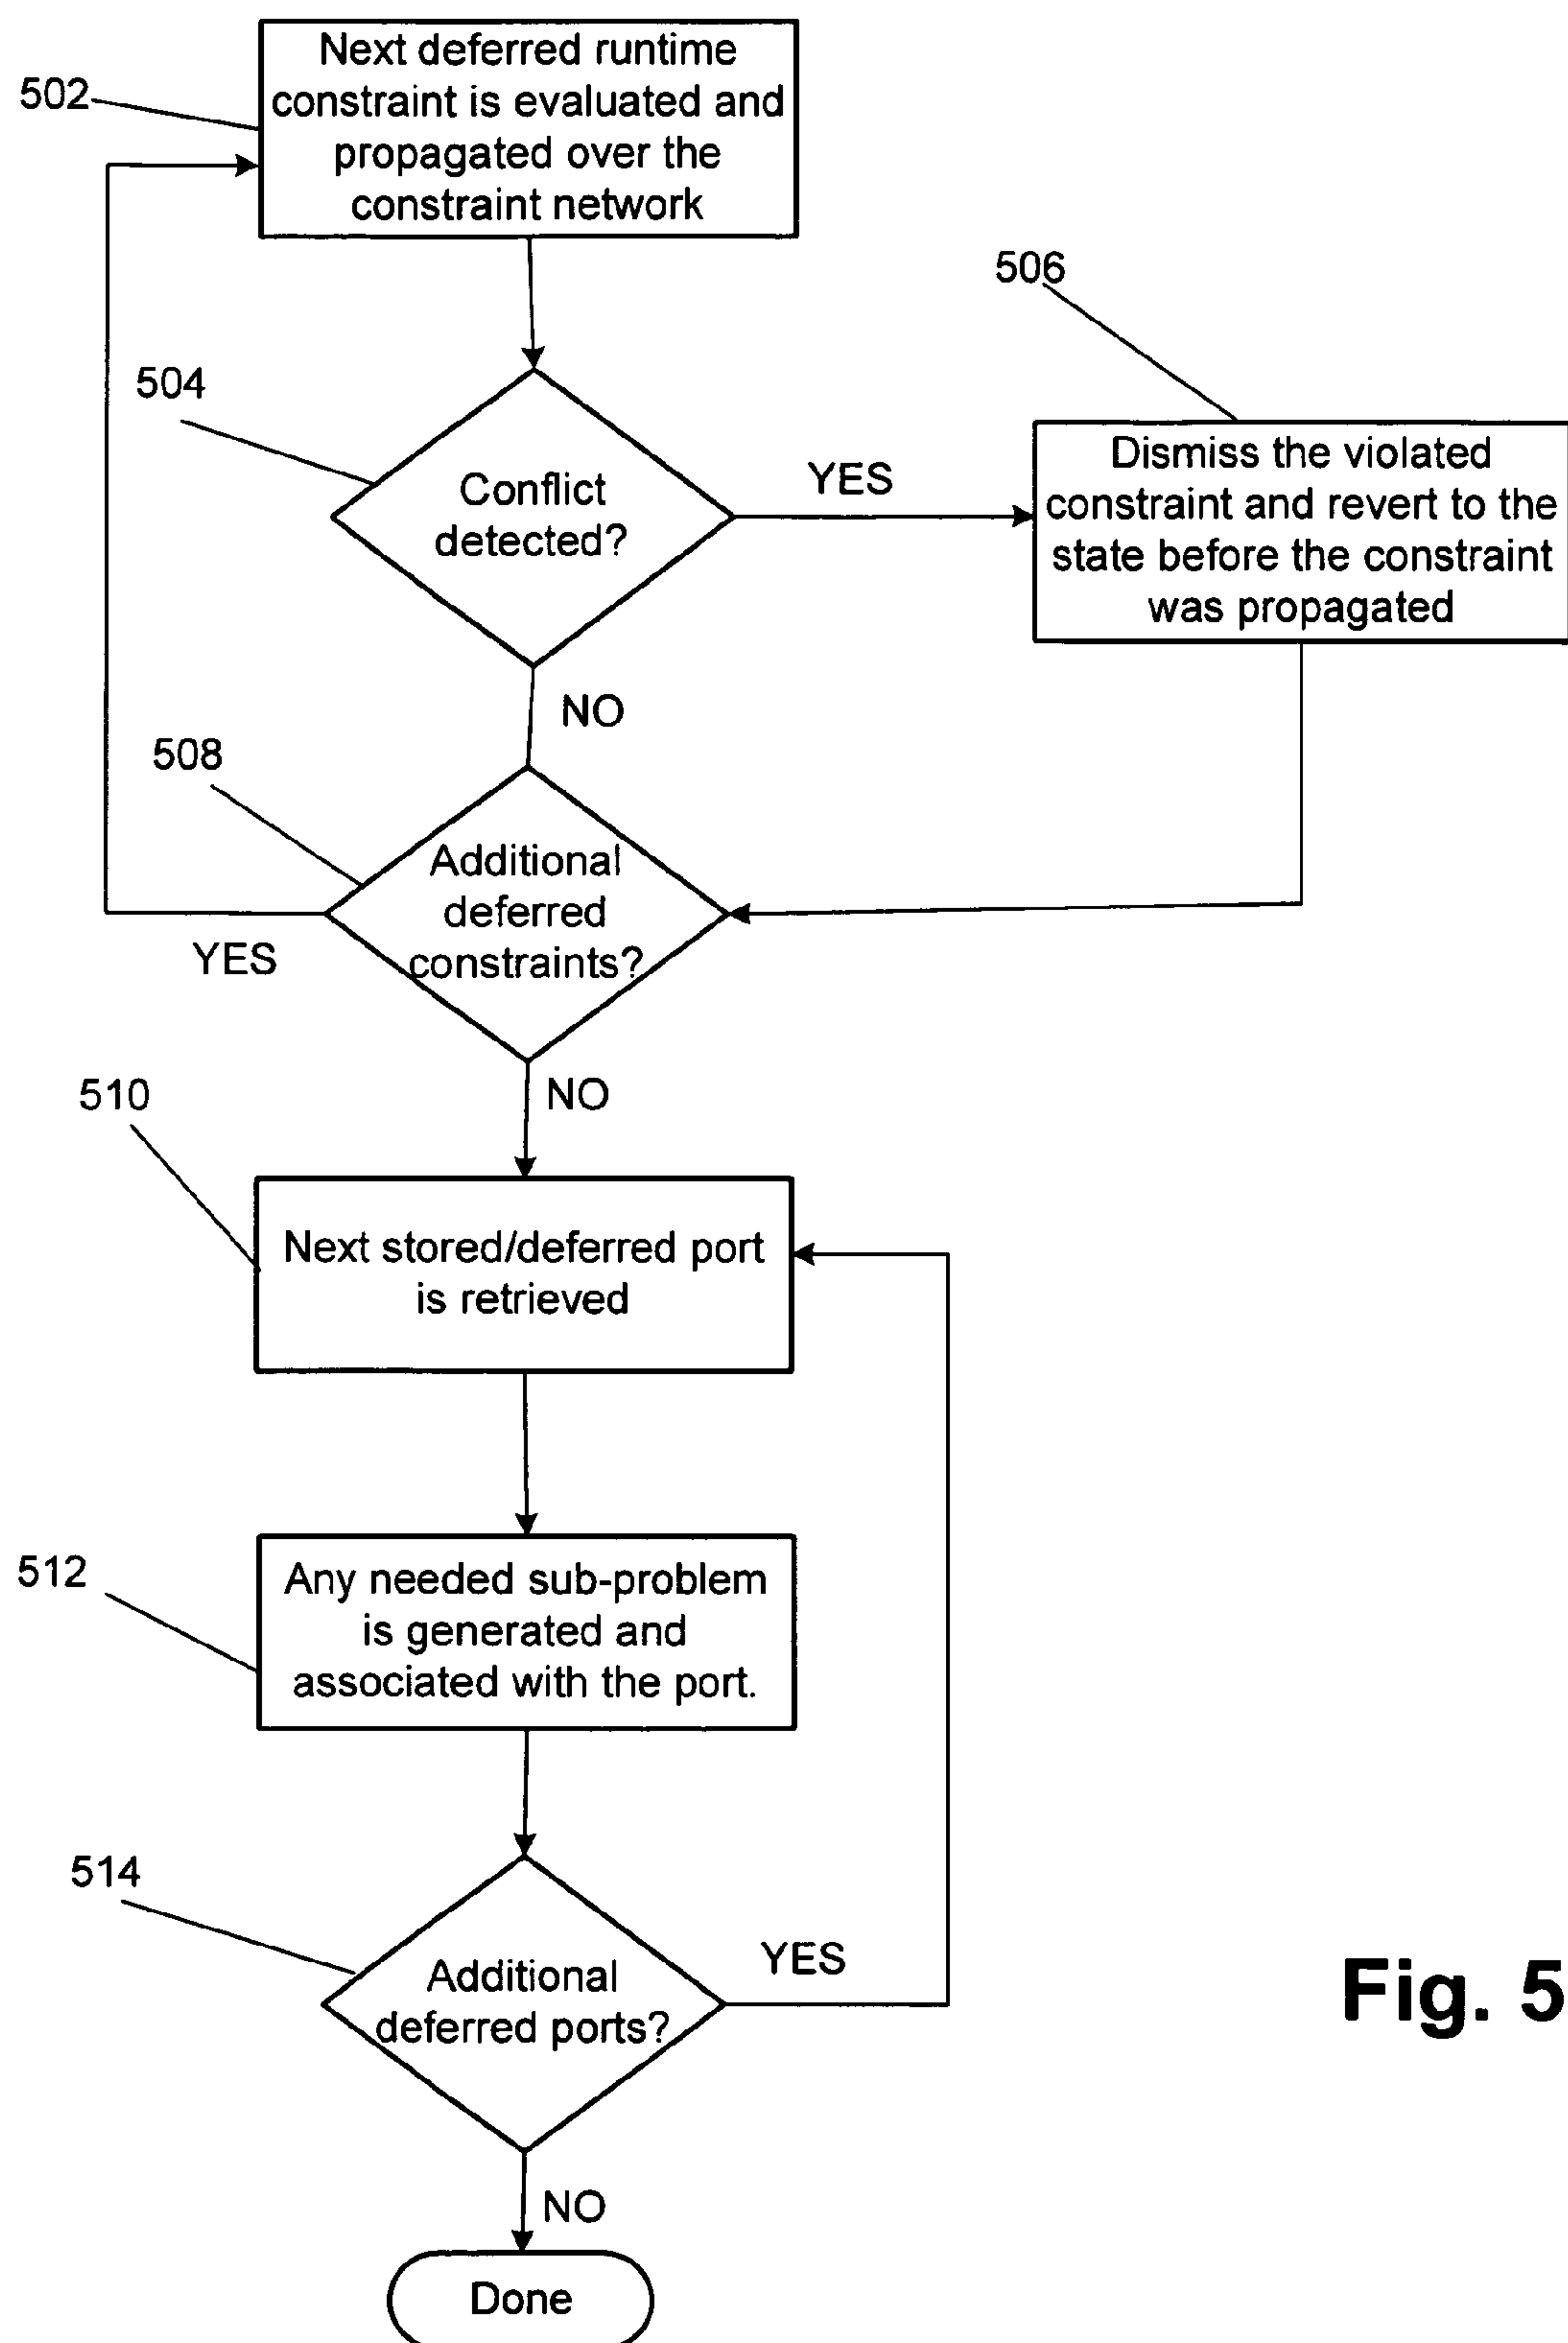 502
Next deferred runtime
constraint is evaluated and
propagated over the
constraint network
504
Conflict
detected?
YES
506
Dismiss the violated
constraint and revert to the
state before the constraint
was propagated
NO
508
Additional
deferred
constraints?
YES
NO
510
Next stored/deferred port
is retrieved
512
Any needed sub-problem
is generated and
associated with the port.
514
Additional
deferred ports?
YES
NO
Done
Fig. 5